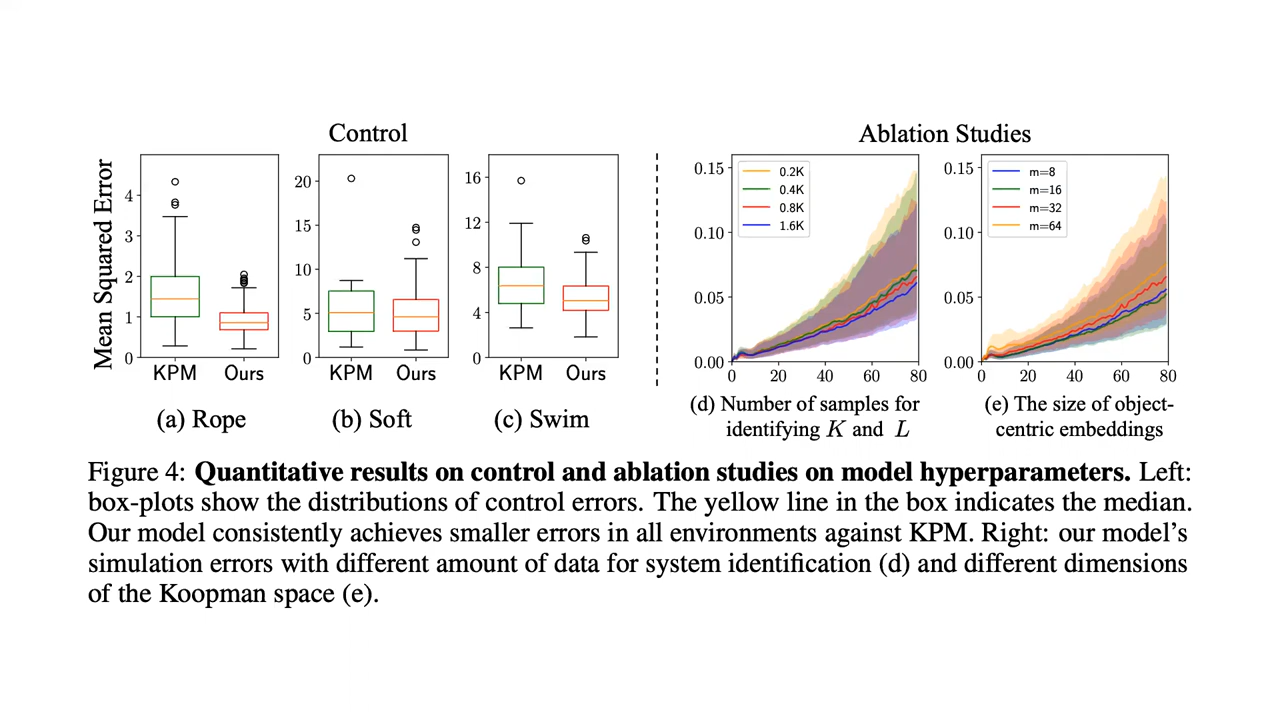 Control
Ablation Studies
Mean Squared Error
4
3
2
1
0
KPM Ours
20
15
10
5
0
KPM Ours
16
12
8
4
0
KPM Ours
0.15
0.10
0.05
0.00
0 20 40 60 80
0.2K
0.4K
0.8K
1.6K
0.15
0.10
0.05
0.00
0 20 40 60 80
m=8
m=16
m=32
m=64
(a) Rope
(b) Soft
(c) Swim
(d) Number of samples for
identifying K and L
(e) The size of object-
centric embeddings
Figure 4: Quantitative results on control and ablation studies on model hyperparameters. Left:
box-plots show the distributions of control errors. The yellow line in the box indicates the median.
Our model consistently achieves smaller errors in all environments against KPM. Right: our model's
simulation errors with different amount of data for system identification (d) and different dimensions
of the Koopman space (e).